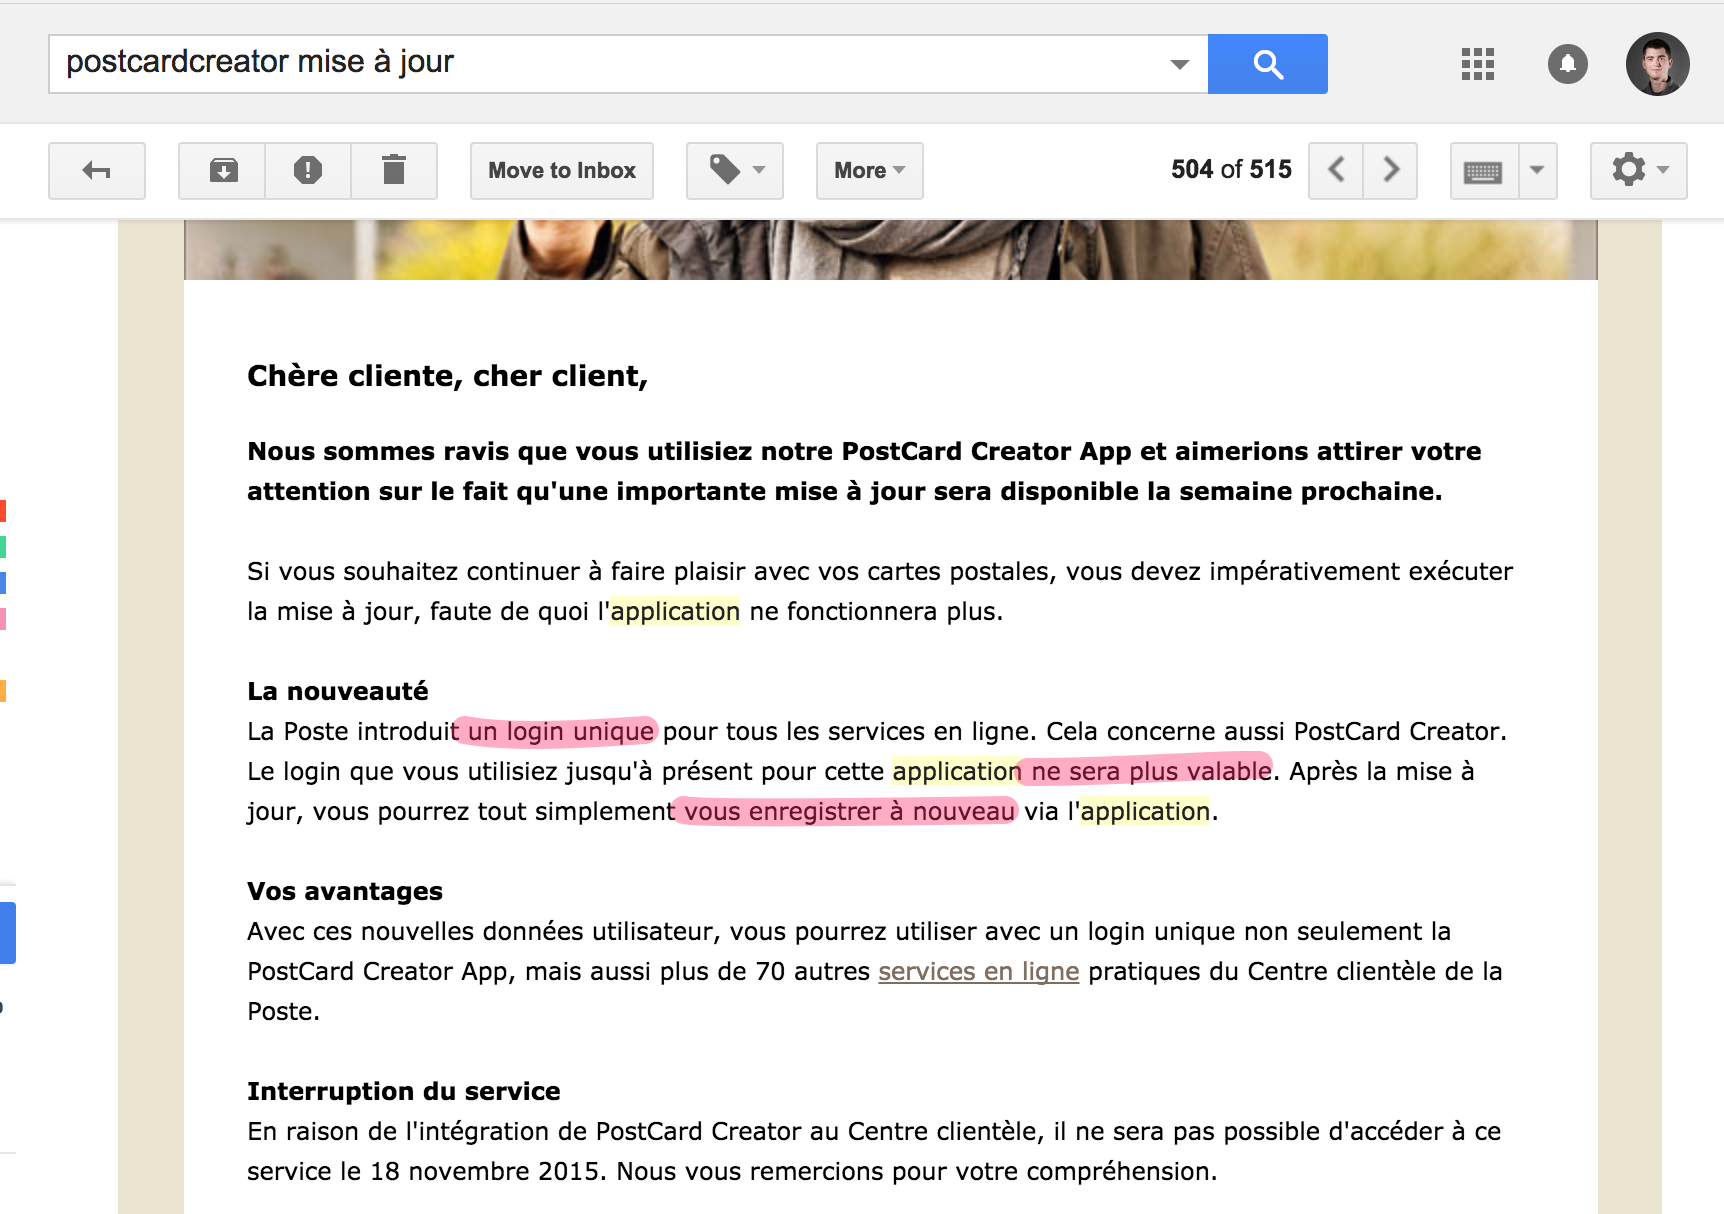 postcardcreator mise à jour
Move to Inbox
More
504 of 515
Chère cliente, cher client,
Nous sommes ravis que vous utilisiez notre PostCard Creator App et aimerions attirer votre
attention sur le fait qu'une importante mise à jour sera disponible la semaine prochaine.
Si vous souhaitez continuer à faire plaisir avec vos cartes postales, vous devez impérativement exécuter
la mise à jour, faute de quoi l'application ne fonctionnera plus.
La nouveauté
La Poste introduit un login unique pour tous les services en ligne. Cela concerne aussi PostCard Creator.
Le login que vous utilisiez jusqu'à présent pour cette application ne sera plus valable. Après la mise à
jour, vous pourrez tout simplement vous enregistrer à nouveau via l'application.
Vos avantages
Avec ces nouvelles données utilisateur, vous pourrez utiliser avec un login unique non seulement la
PostCard Creator App, mais aussi plus de 70 autres services en ligne pratiques du Centre clientèle de la
Poste.
Interruption du service
En raison de l'intégration de PostCard Creator au Centre clientèle, il ne sera pas possible d'accéder à ce
service le 18 novembre 2015. Nous vous remercions pour votre compréhension.